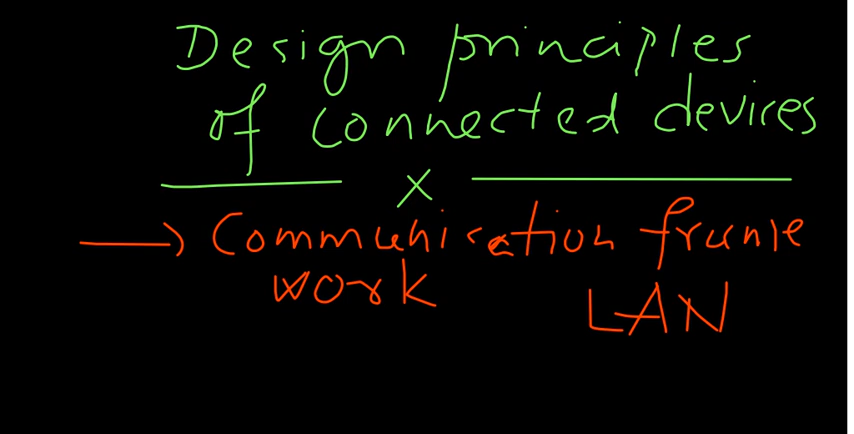 Design principles
of connected devices
x
→ Communication frame
work
LAN